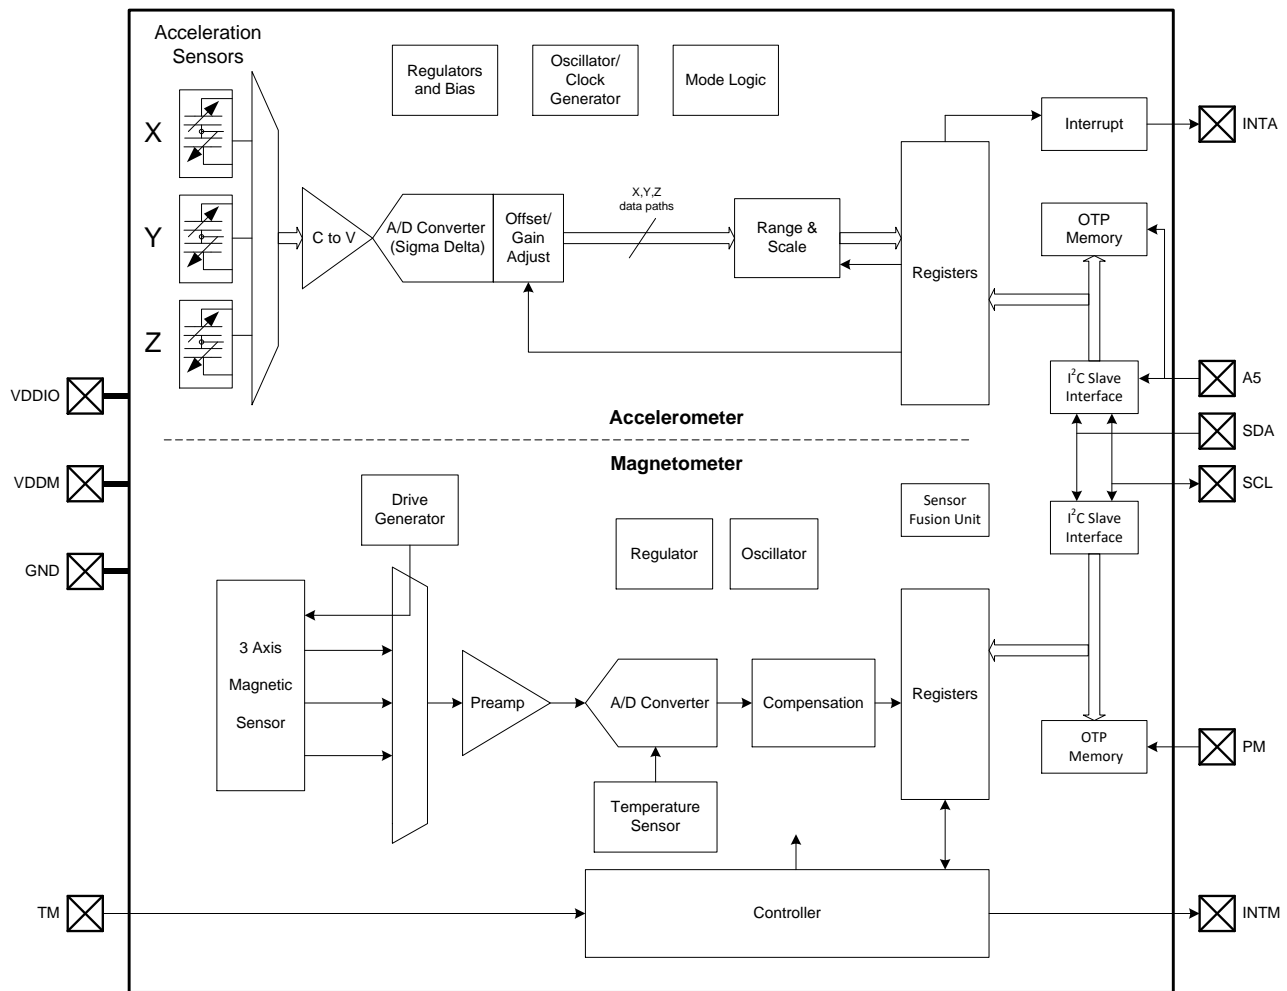 Acceleration
Sensors
X
Y
Z
Regulators
and Bias
Oscillator/
Clock
Generator
Mode Logic
C to V
A/D Converter
(Sigma Delta)
Offset/
Gain
Adjust
X,Y,Z
data paths
Range &
Scale
Registers
Interrupt
INTA
OTP
Memory
I²C Slave
Interface
A5
SDA
SCL
VDDIO
VDDM
GND
Accelerometer
Magnetometer
Drive
Generator
Regulator
Oscillator
Sensor
Fusion Unit
I²C Slave
Interface
3 Axis
Magnetic
Sensor
Preamp
A/D Converter
Compensation
Registers
OTP
Memory
PM
Temperature
Sensor
TM
Controller
INTM